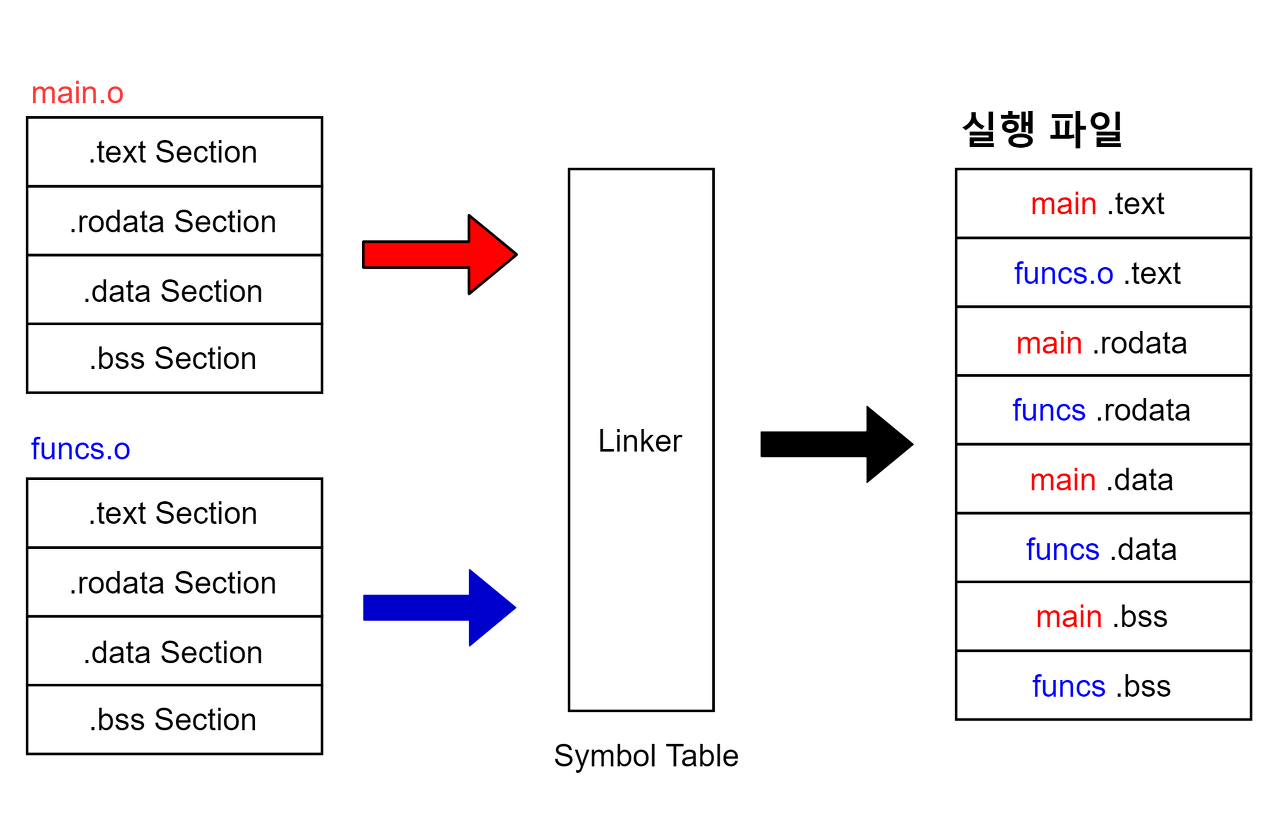 main.o
.text Section
.rodata Section
.data Section
.bss Section
funcs.o
.text Section
.rodata Section
.data Section
.bss Section
Linker
Symbol Table
실행 파일
main .text
funcs.o .text
main .rodata
funcs .rodata
main .data
funcs .data
main .bss
funcs .bss